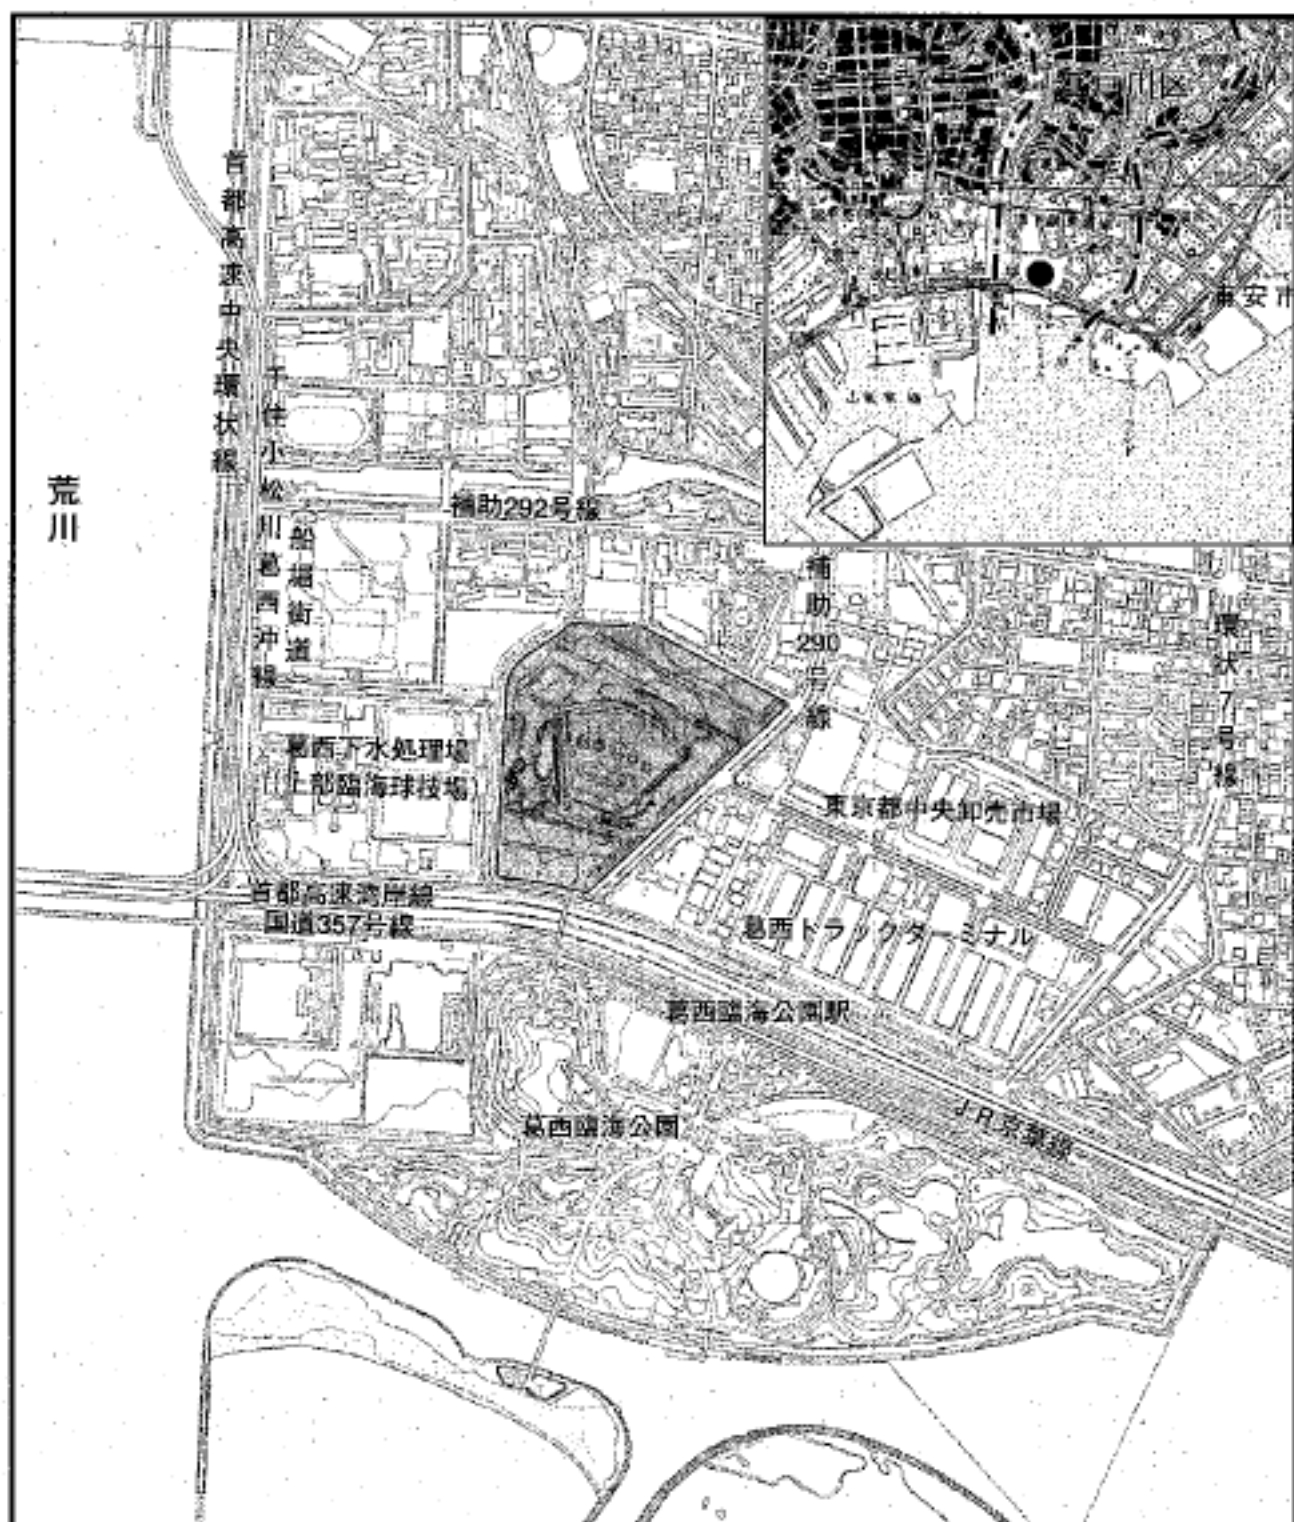 江戸川区
浦安市
荒川
首都高速中央環状線
千住小松川葛西沖線
船堀街道
補助292号線
補助290号線
環状7号線
葛西下水処理場
(上部臨海球技場)
東京都中央卸売市場
首都高速湾岸線
国道357号線
葛西トラックターミナル
葛西臨海公園駅
JR京葉線
葛西臨海公園